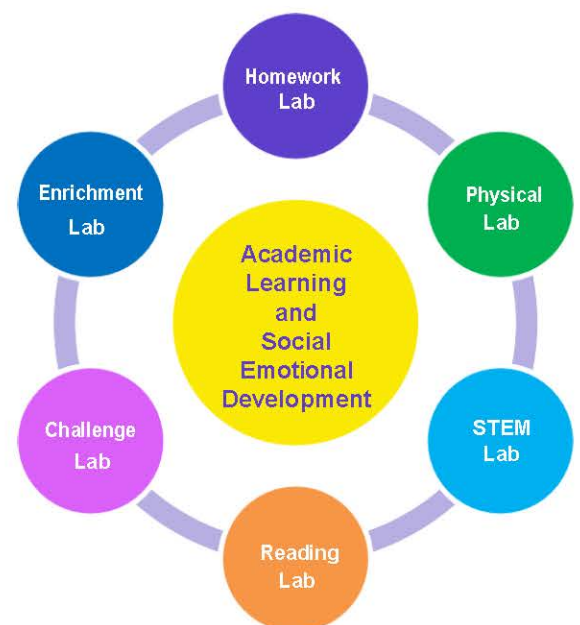 Homework
Lab
Physical
Lab
STEM
Lab
Reading
Lab
Challenge
Lab
Enrichment
Lab
Academic
Learning
and
Social
Emotional
Development